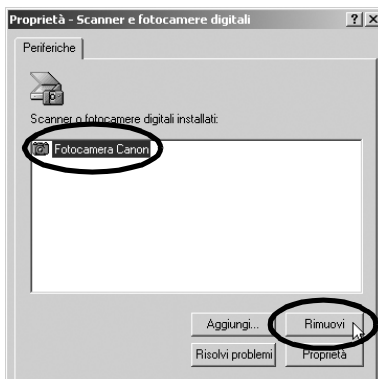 Proprietà - Scanner e fotocamere digitali
Periferiche
Scanner o fotocamere digitali installati:
Fotocamera Canon
Aggiungi... Rimuovi
Risolvi problemi Proprietà